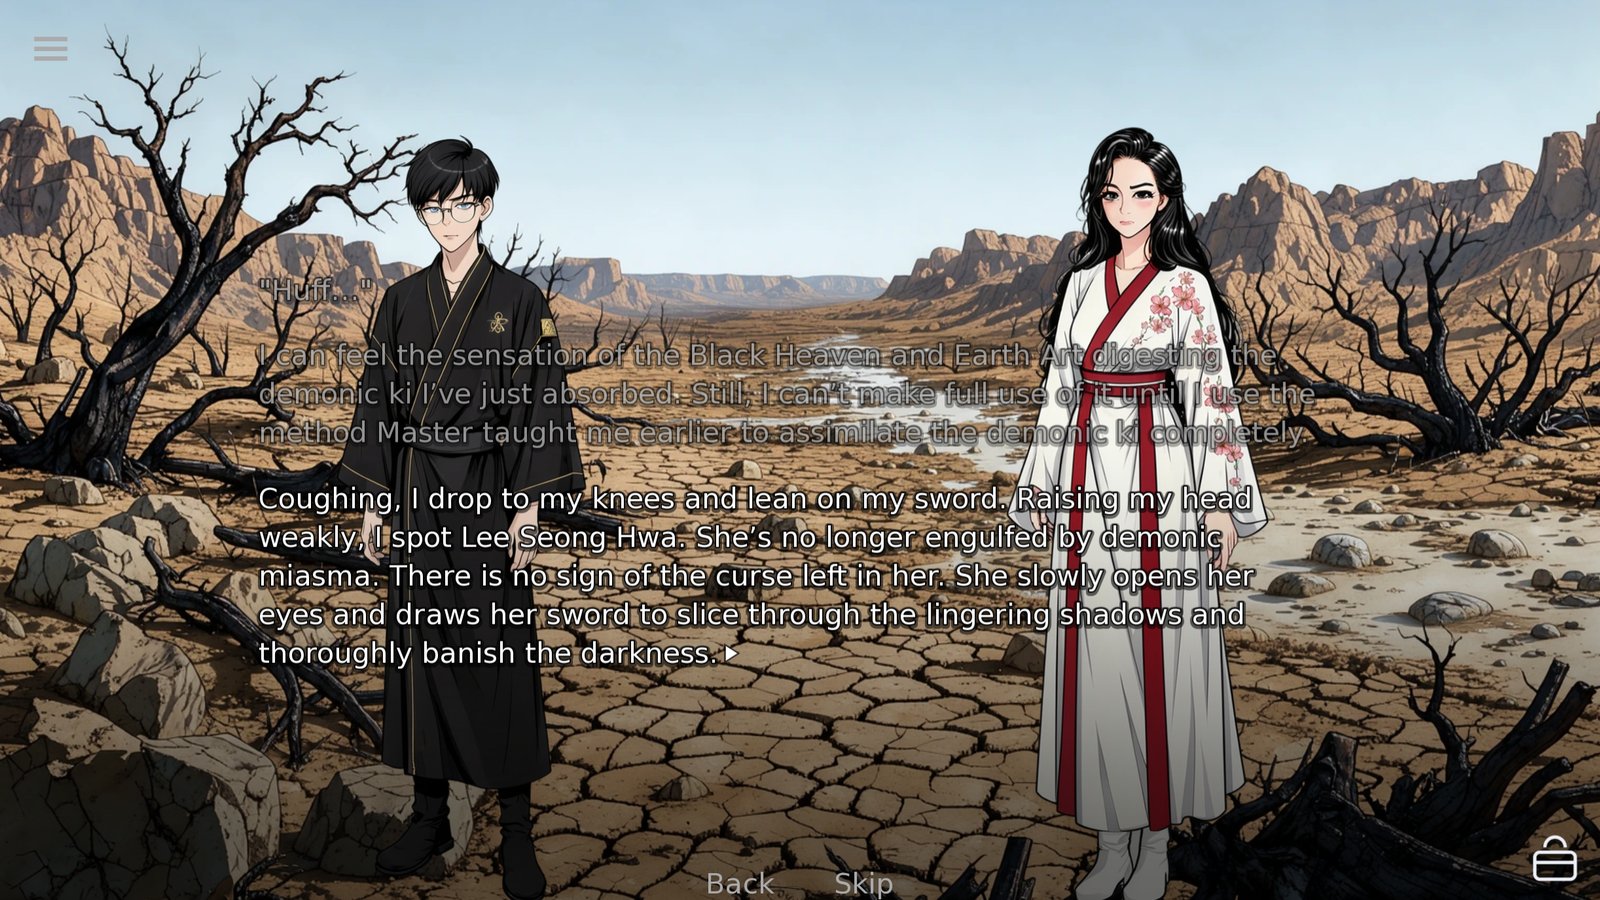 "Huff..."
I can feel the sensation of the Black Heaven and Earth Art digesting the
demonic ki I’ve just absorbed. Still, I can’t make full use of it until I use the
method Master taught me earlier to assimilate the demonic ki completely.
Coughing, I drop to my knees and lean on my sword. Raising my head
weakly, I spot Lee Seong Hwa. She’s no longer engulfed by demonic
miasma. There is no sign of the curse left in her. She slowly opens her
eyes and draws her sword to slice through the lingering shadows and
thoroughly banish the darkness.
Back Skip